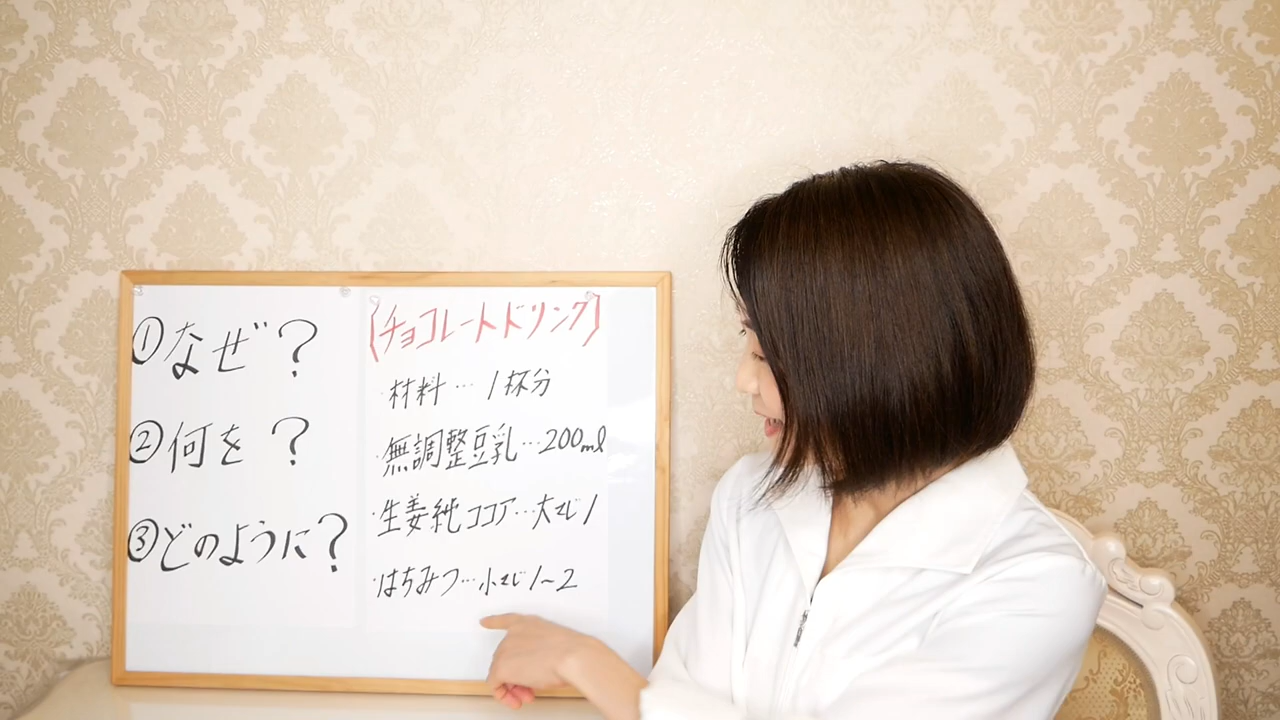 ①なぜ？
②何を？
③どのように？
[チョコレートドリンク]
・材料…1杯分
・無調整豆乳…200ml
・生姜純ココア…大さじ1
・はちみつ…小さじ1〜2